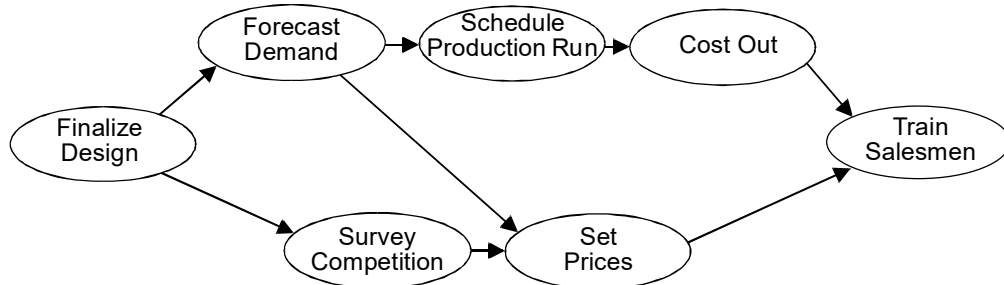 Forecast
Demand
Schedule
Production Run
Cost Out
Finalize
Design
Train
Salesmen
Survey
Competition
Set
Prices